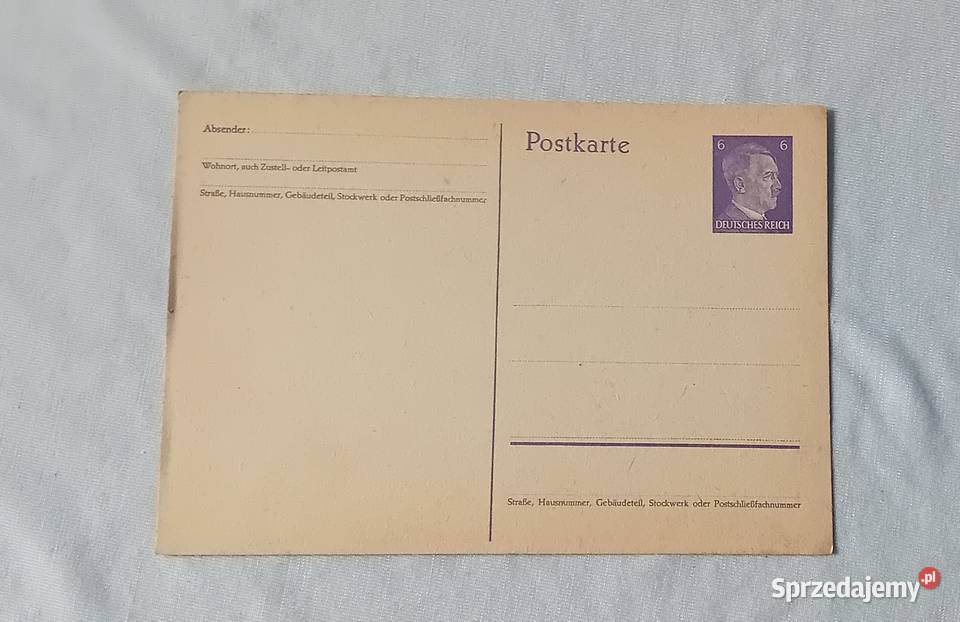 Absender:
Wohnort, auch Zustell- oder Leitpostamt
Straße, Hausnummer, Gebäudeteil, Stockwerk oder Postschließfachnummer
Postkarte
6 6
DEUTSCHES REICH
Straße, Hausnummer, Gebäudeteil, Stockwerk oder Postschließfachnummer
Sprzedajemy.pl